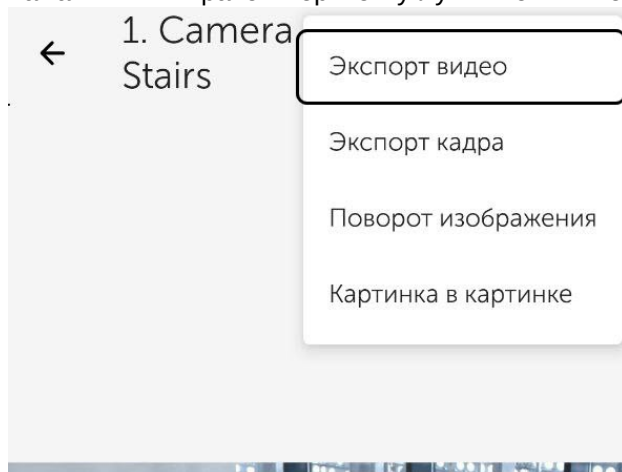 1. Camera
Stairs
Экспорт видео
Экспорт кадра
Поворот изображения
Картинка в картинке